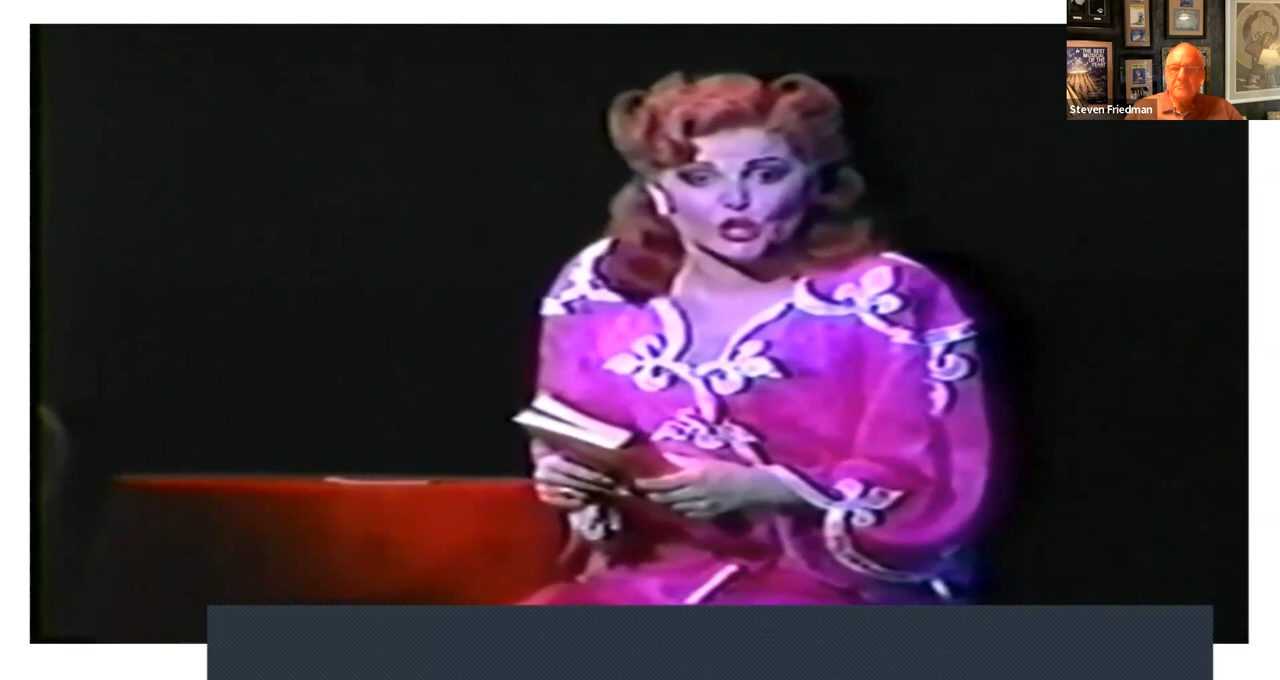 "THE BEST
MUSICAL
OF THE
YEAR!"
Steven Friedman